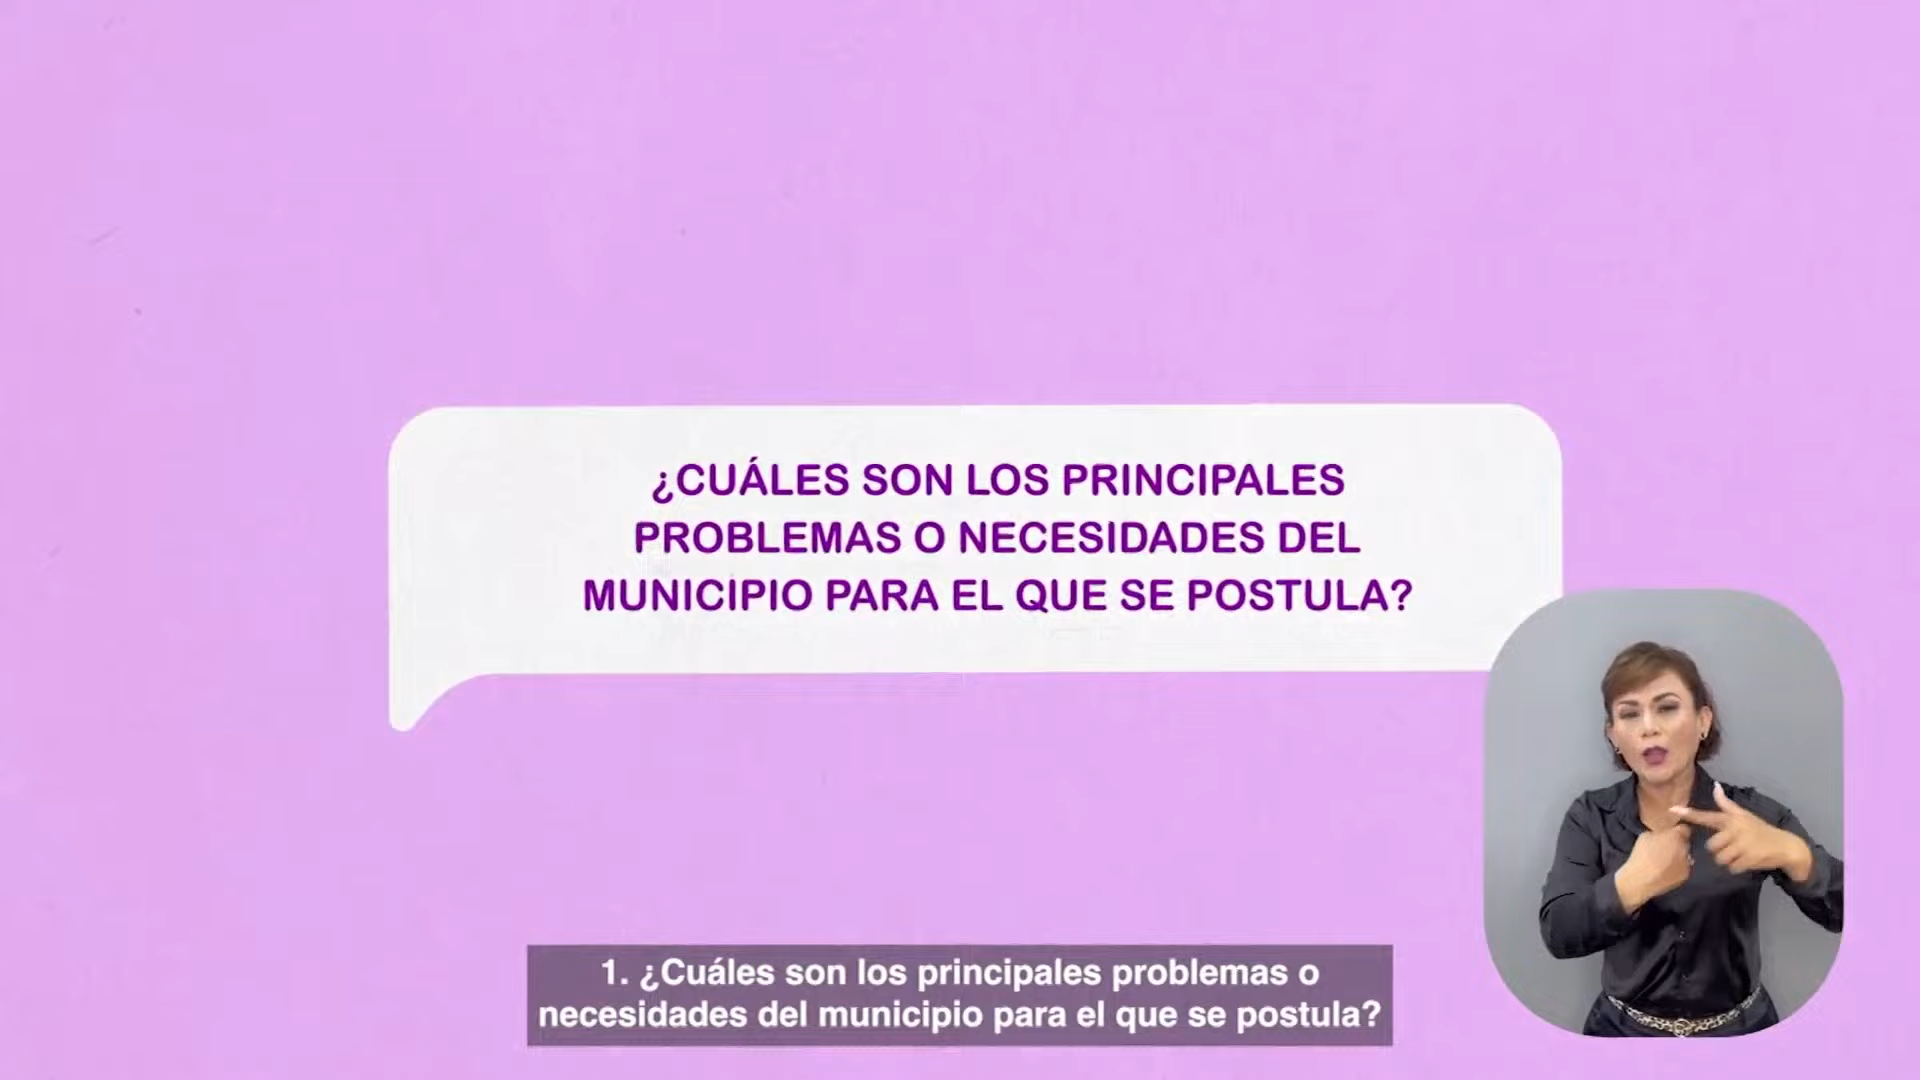 ¿CUÁLES SON LOS PRINCIPALES
PROBLEMAS O NECESIDADES DEL
MUNICIPIO PARA EL QUE SE POSTULA?
1. ¿Cuáles son los principales problemas o
necesidades del municipio para el que se postula?